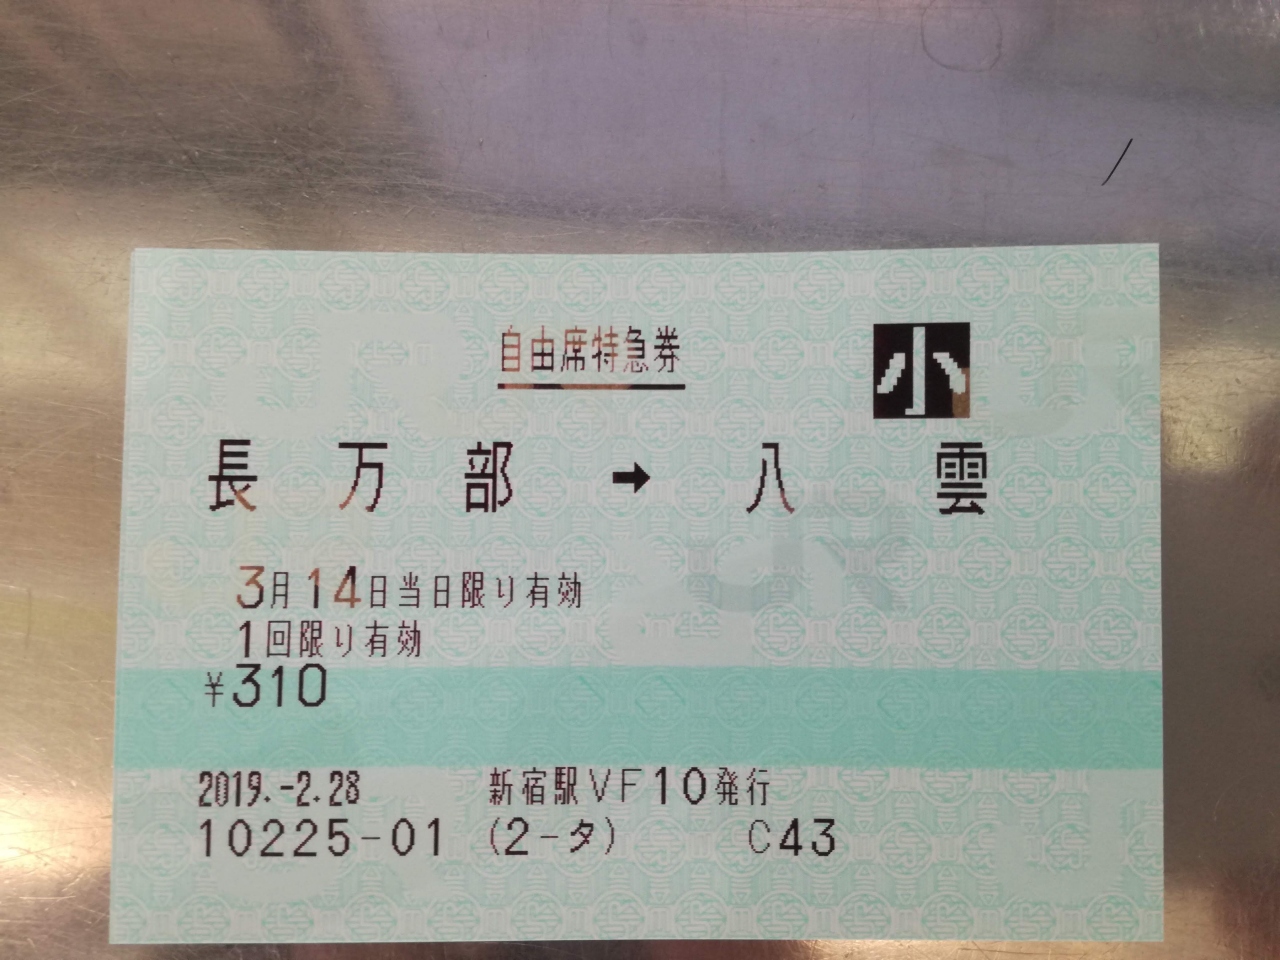 自由席特急券
小
長万部 → 八雲
3月14日当日限り有効
1回限り有効
¥310
2019.-2.28 新宿駅VF10発行
10225-01 (2-タ) C43